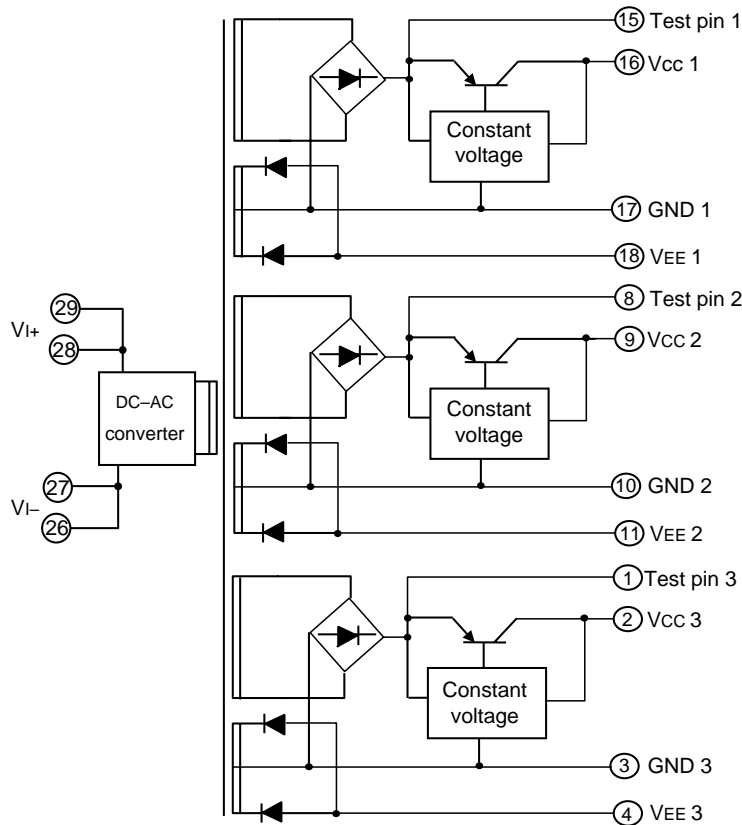 15 Test pin 1
16 Vcc 1
Constant
voltage
17 GND 1
18 VEE 1
8 Test pin 2
9 VCC 2
Constant
voltage
10 GND 2
11 VEE 2
29
VI+
28
DC–AC
converter
27
VI–
26
1 Test pin 3
2 VCC 3
Constant
voltage
3 GND 3
4 VEE 3